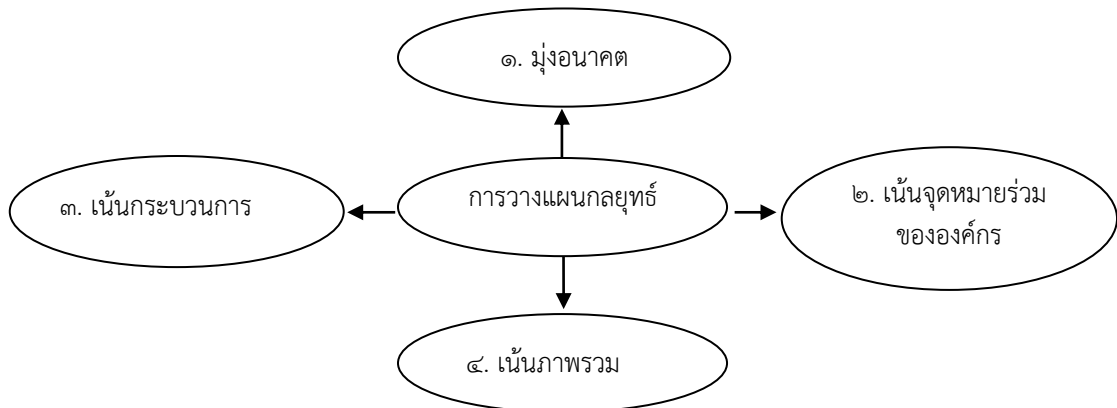 ๑. มุ่งอนาคต
๓. เน้นกระบวนการ
การวางแผนกลยุทธ์
๒. เน้นจุดหมายร่วม
ขององค์กร
๔. เน้นภาพรวม